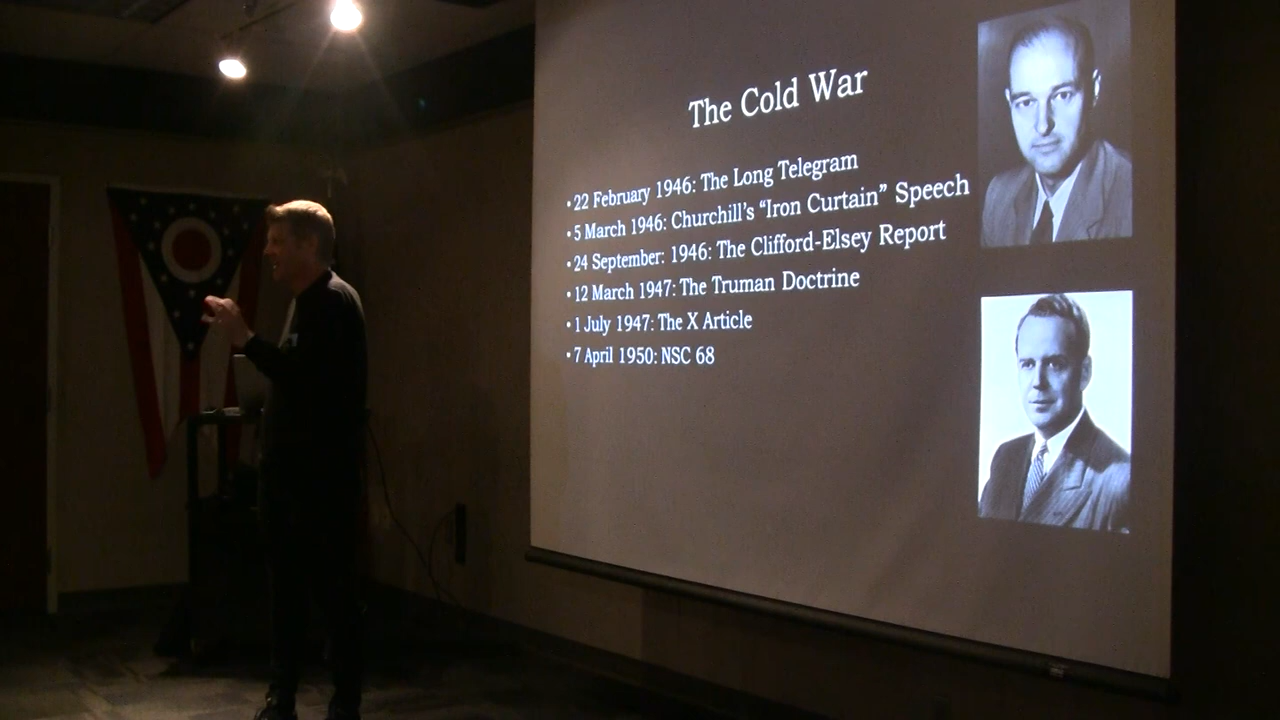 The Cold War
• 22 February 1946: The Long Telegram
• 5 March 1946: Churchill's “Iron Curtain” Speech
• 24 September: 1946: The Clifford-Elsey Report
• 12 March 1947: The Truman Doctrine
• 1 July 1947: The X Article
• 7 April 1950: NSC 68